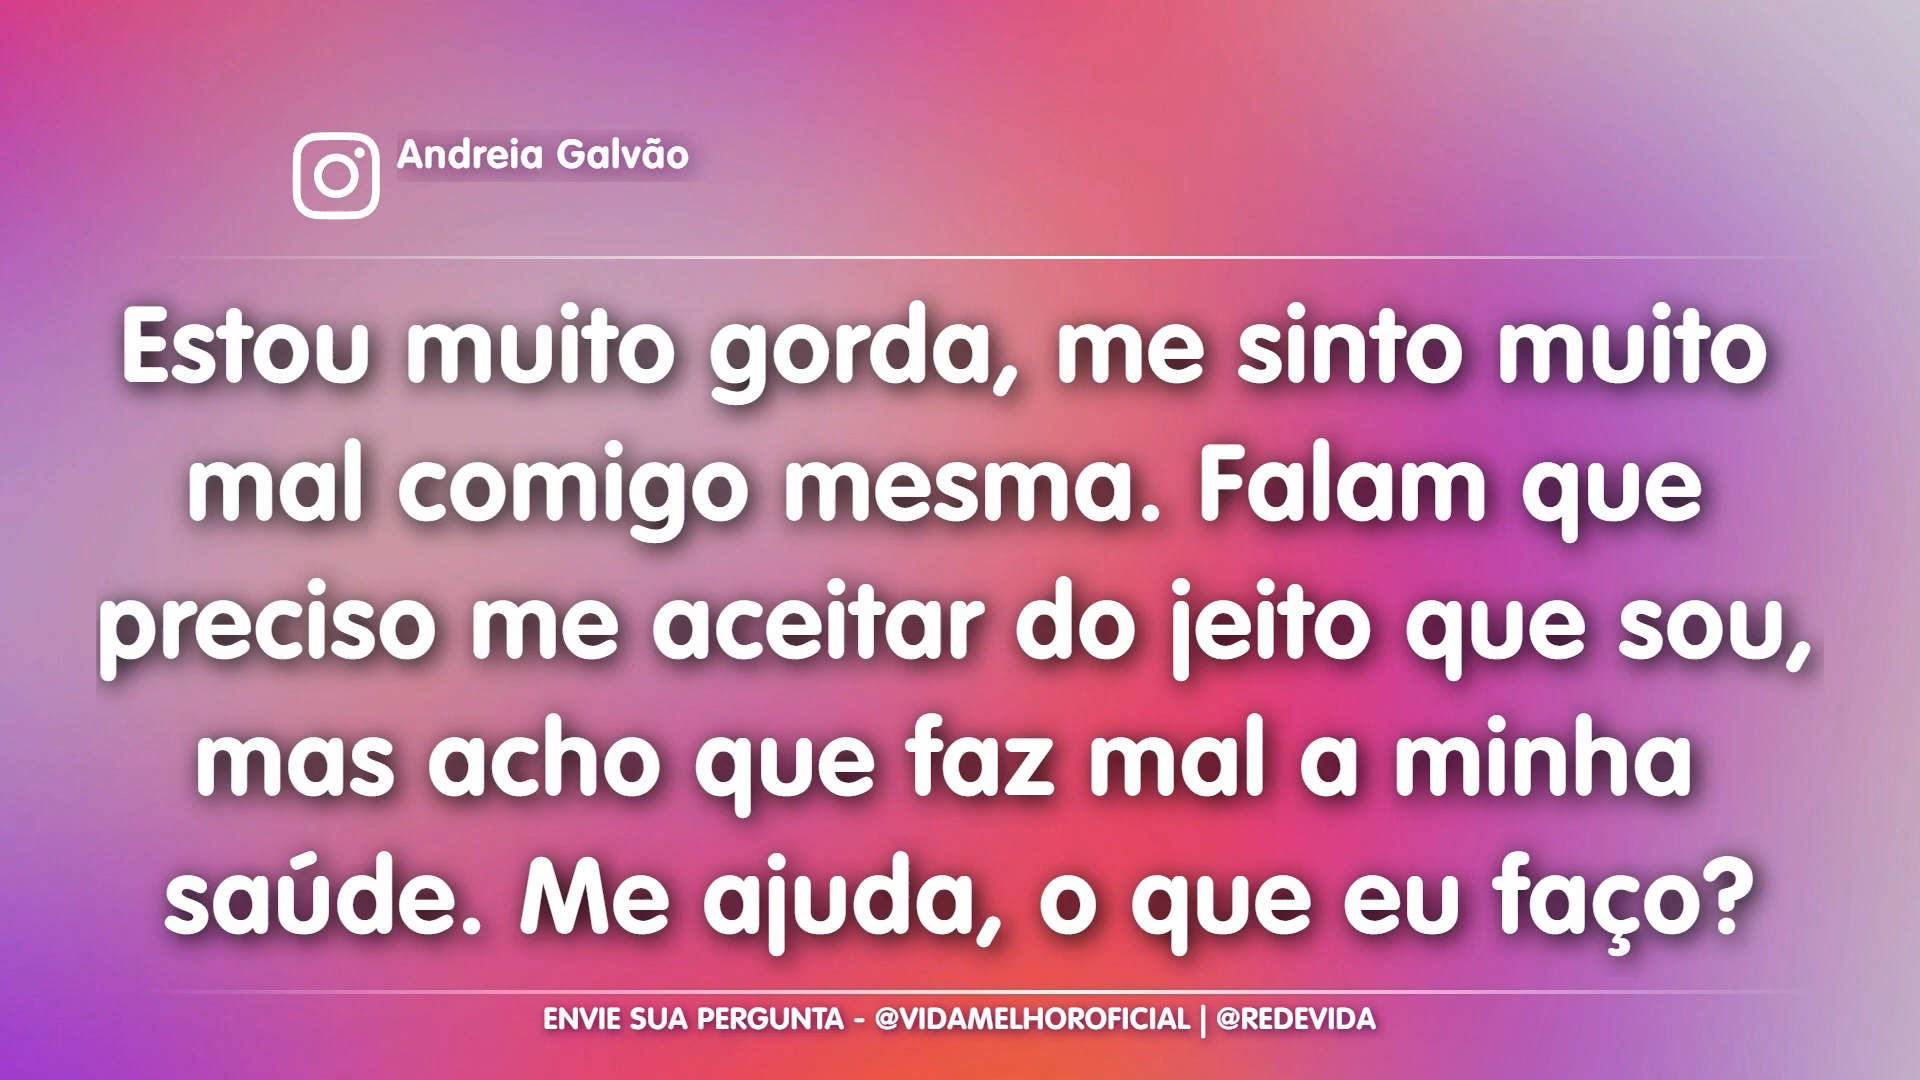 Andreia Galvão
Estou muito gorda, me sinto muito
mal comigo mesma. Falam que
preciso me aceitar do jeito que sou,
mas acho que faz mal a minha
saúde. Me ajuda, o que eu faço?
ENVIE SUA PERGUNTA - @VIDAMELHOROFICIAL | @REDEVIDA